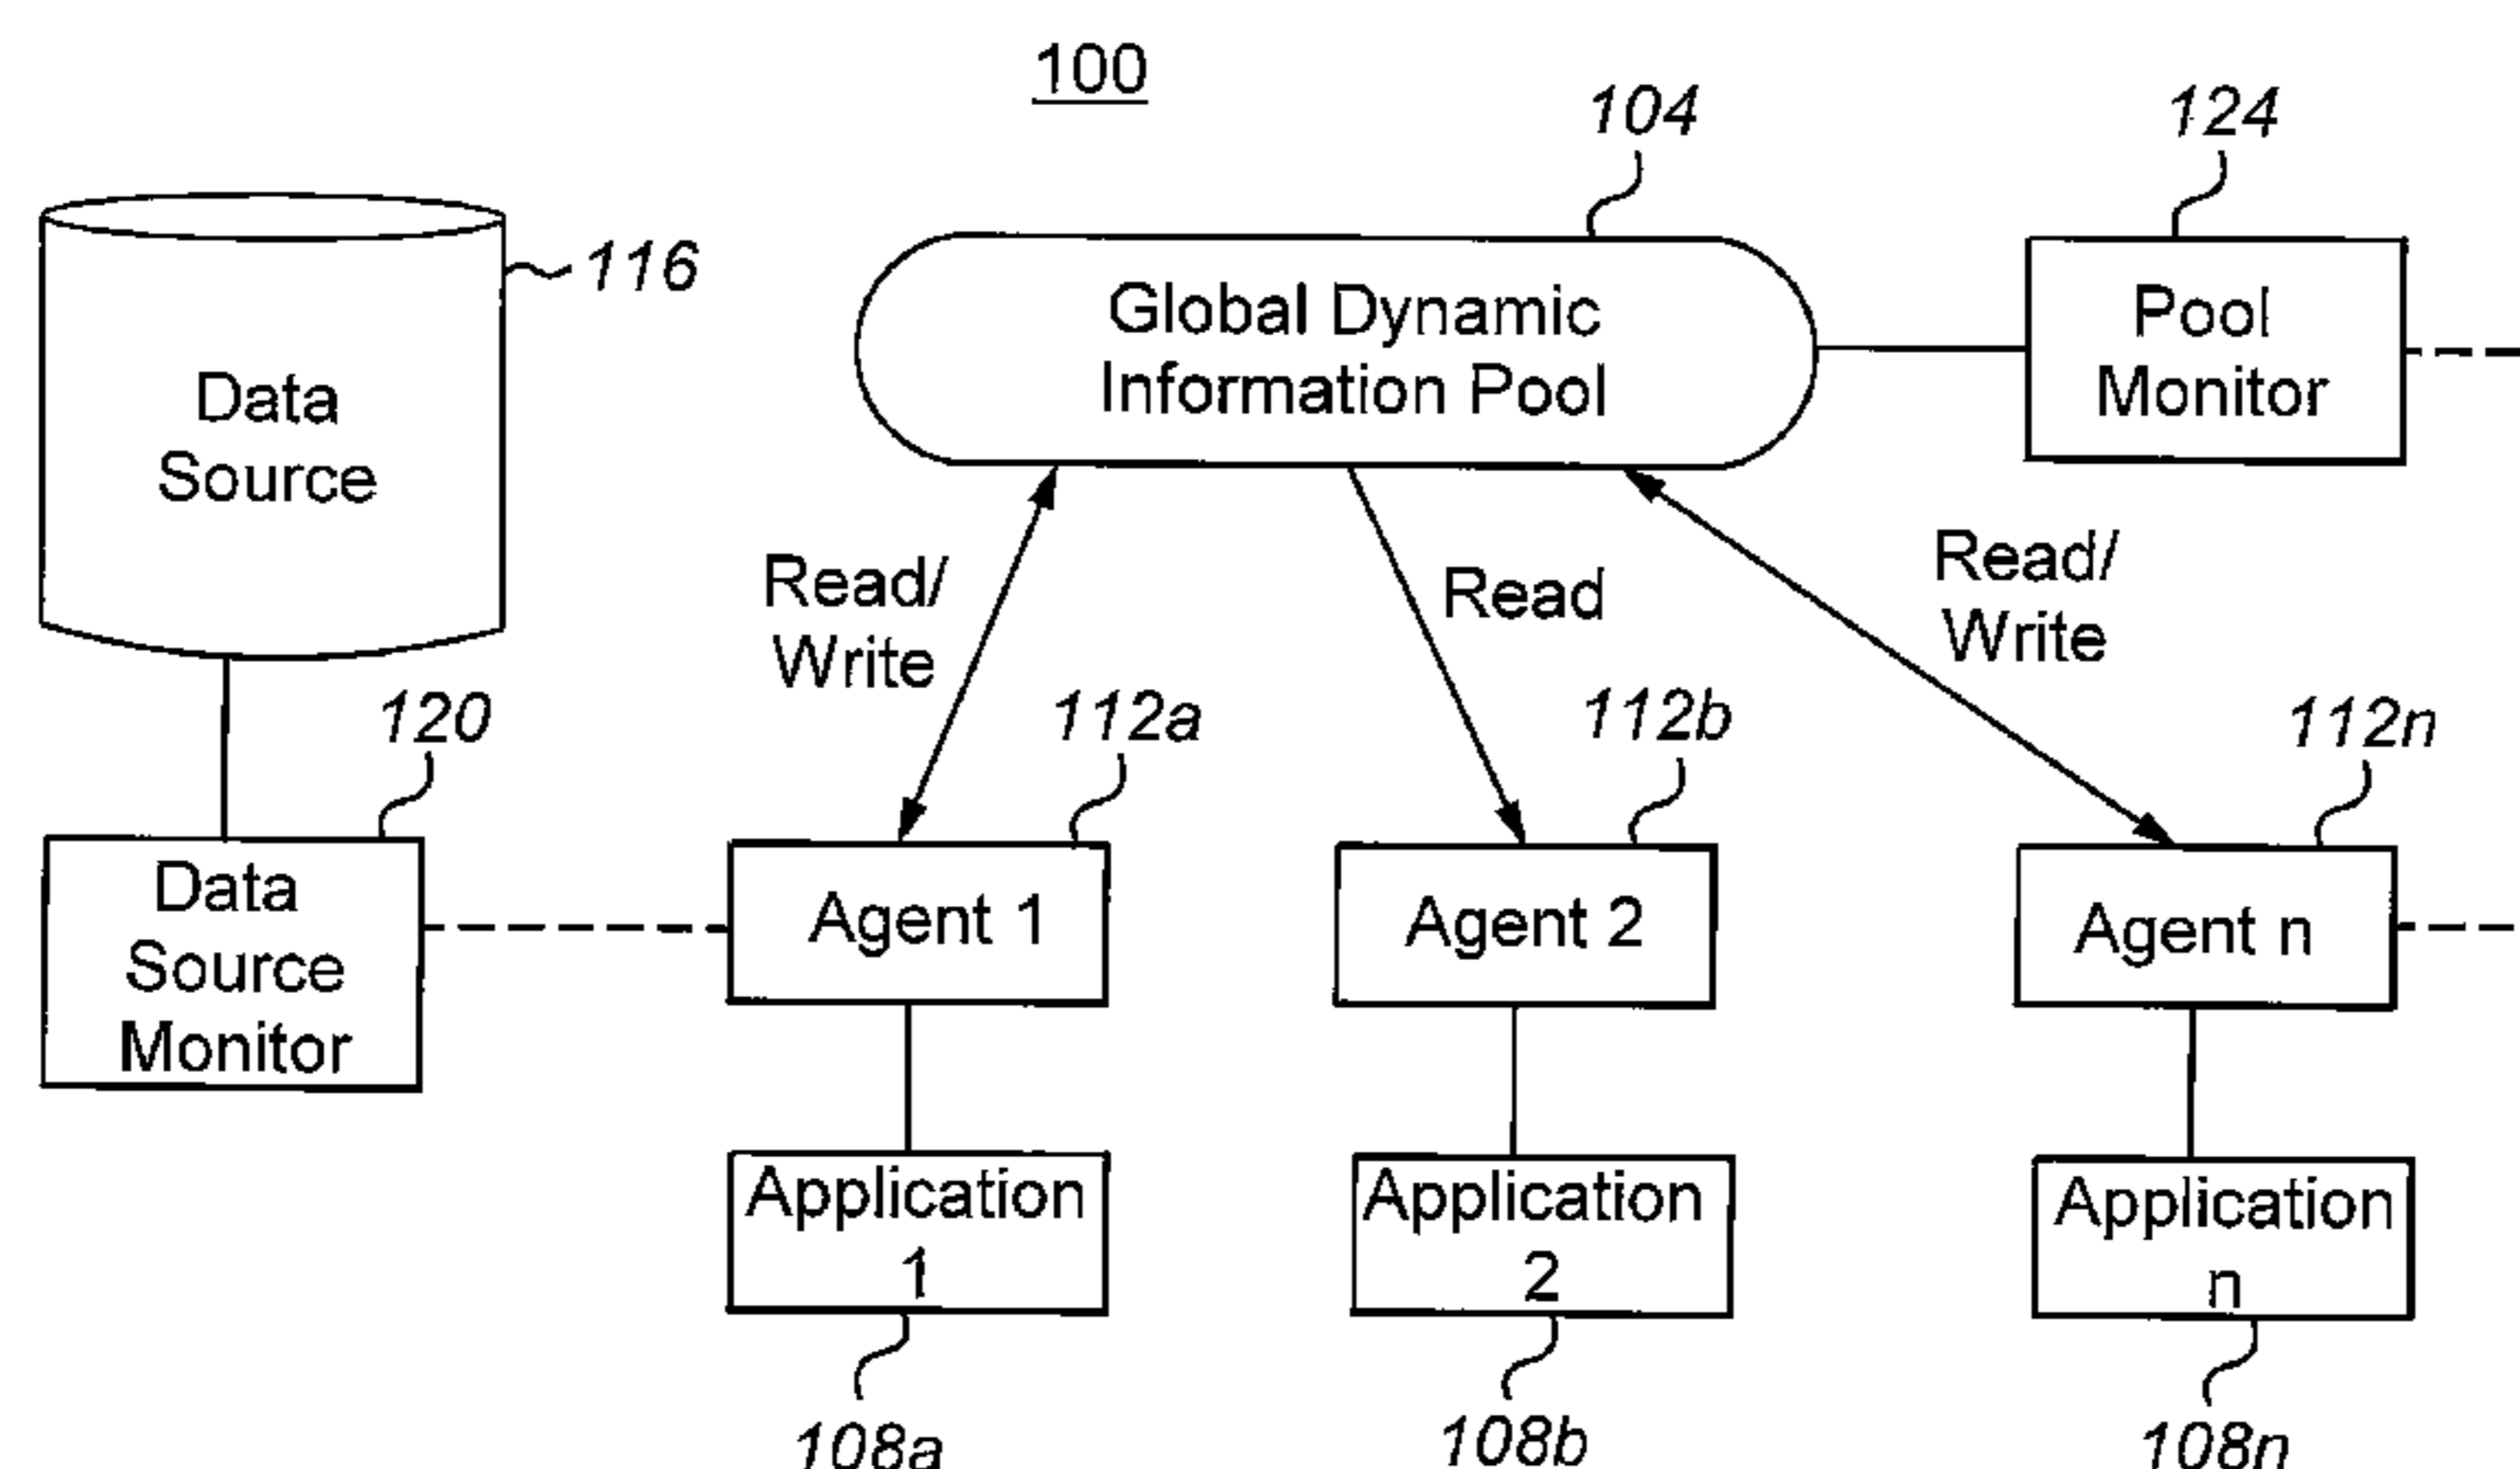 100
104
124
116
Data
Source
Global Dynamic
Information Pool
Pool
Monitor
Read/
Write
Read
Read/
Write
120
112a
112b
112n
Data
Source
Monitor
Agent 1
Agent 2
Agent n
Application
1
Application
2
Application
n
108a
108b
108n